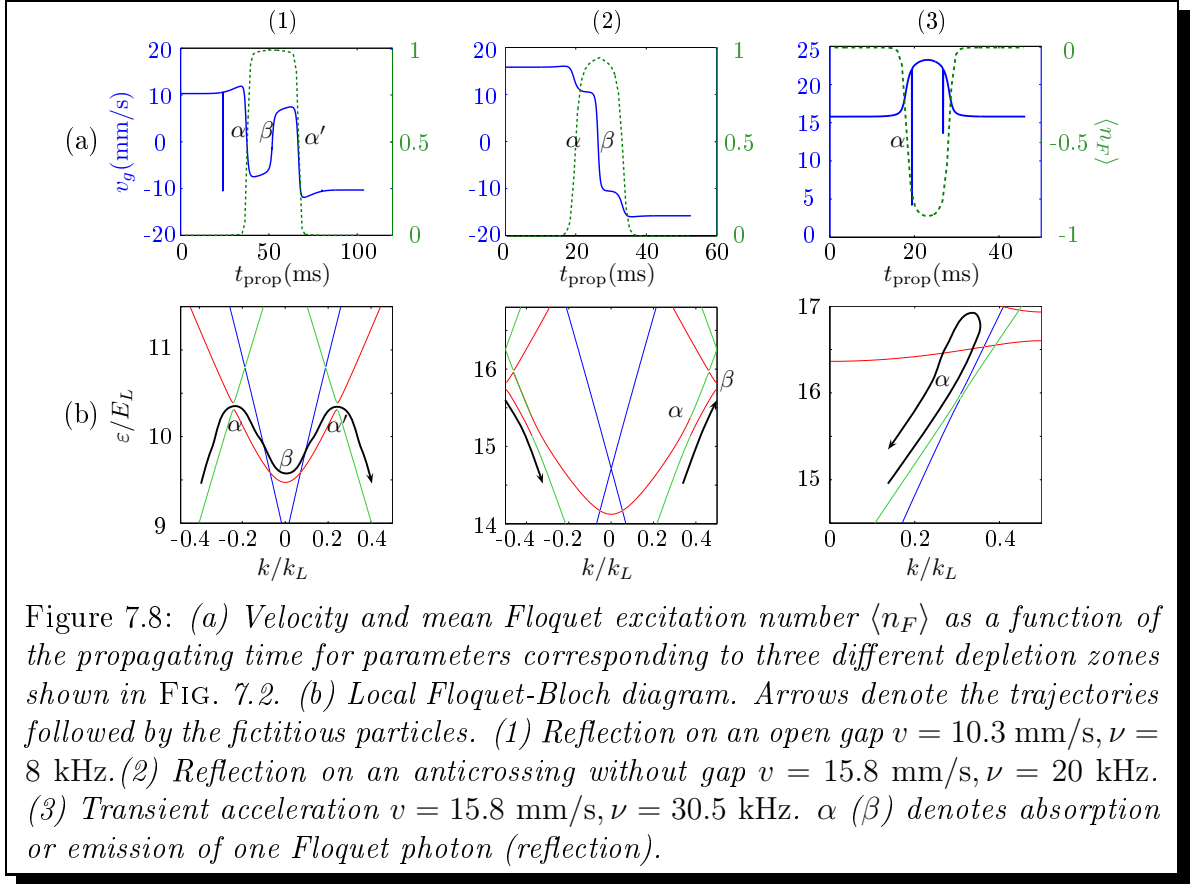 (1) (2) (3)
20 1 20 1 25 0
10 10 20
(a) v_g(mm/s) α β α′ α β 15 α
0 0.5 0 0.5 -0.5 ⟨n_F⟩
10
-10 -10 5
-20 0 -20 0 0 -1
0 50 100 0 20 40 60 0 20 40
t_prop(ms) t_prop(ms) t_prop(ms)
11 16 17
(b) ε/E_L 10 α β α′ 15 α β 16 α
9 14 15
-0.4 -0.2 0 0.2 0.4 -0.4 -0.2 0 0.2 0.4 0 0.2 0.4
k/k_L k/k_L k/k_L
Figure 7.8: (a) Velocity and mean Floquet excitation number ⟨n_F⟩ as a function of
the propagating time for parameters corresponding to three different depletion zones
shown in FIG. 7.2. (b) Local Floquet-Bloch diagram. Arrows denote the trajectories
followed by the fictitious particles. (1) Reflection on an open gap v = 10.3 mm/s, ν =
8 kHz.(2) Reflection on an anticrossing without gap v = 15.8 mm/s, ν = 20 kHz.
(3) Transient acceleration v = 15.8 mm/s, ν = 30.5 kHz. α (β) denotes absorption
or emission of one Floquet photon (reflection).